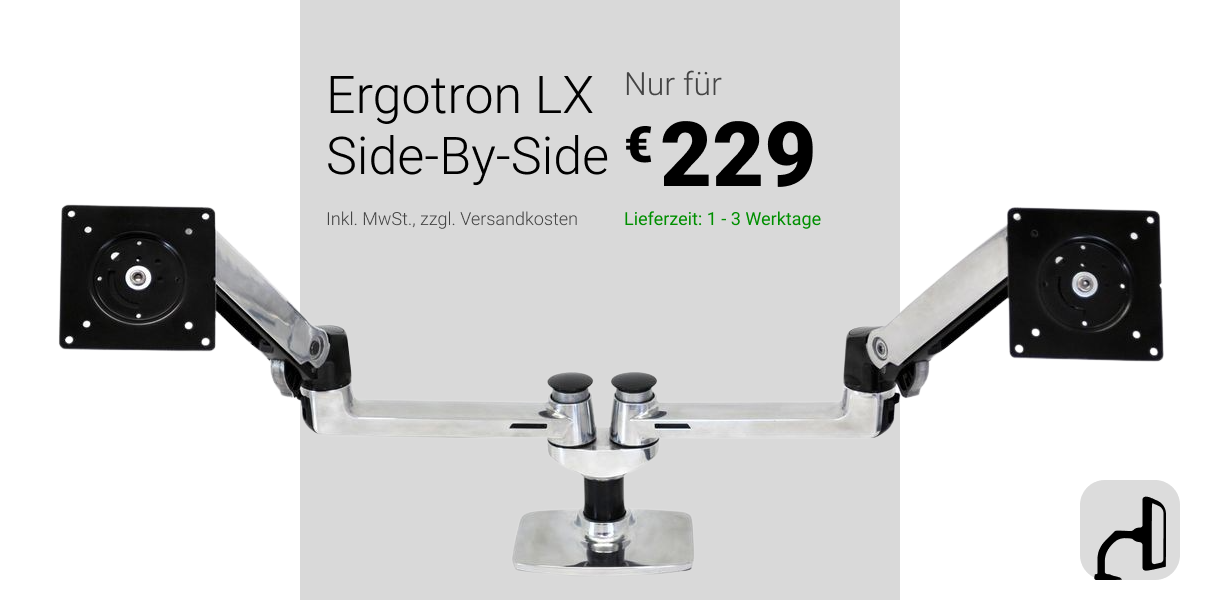 Ergotron LX
Side-By-Side
Inkl. MwSt., zzgl. Versandkosten
Nur für
€229
Lieferzeit: 1 - 3 Werktage